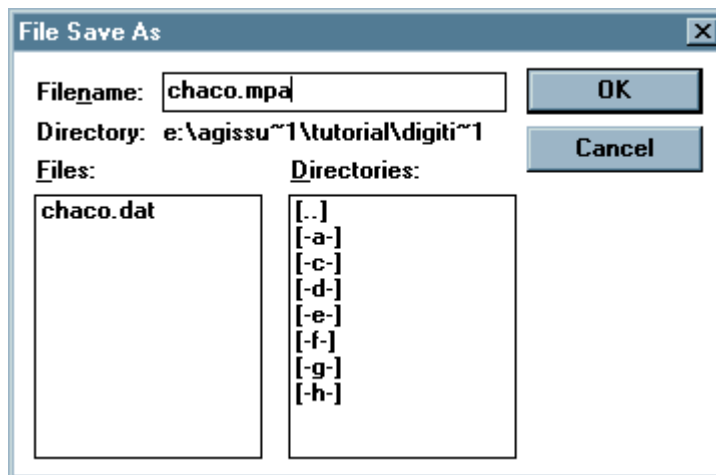 File Save As
Filename: chaco.mpa
OK
Directory: e:\agissu~1\tutorial\digiti~1
Cancel
Files: Directories:
chaco.dat [..]
[-a-]
[-c-]
[-d-]
[-e-]
[-f-]
[-g-]
[-h-]